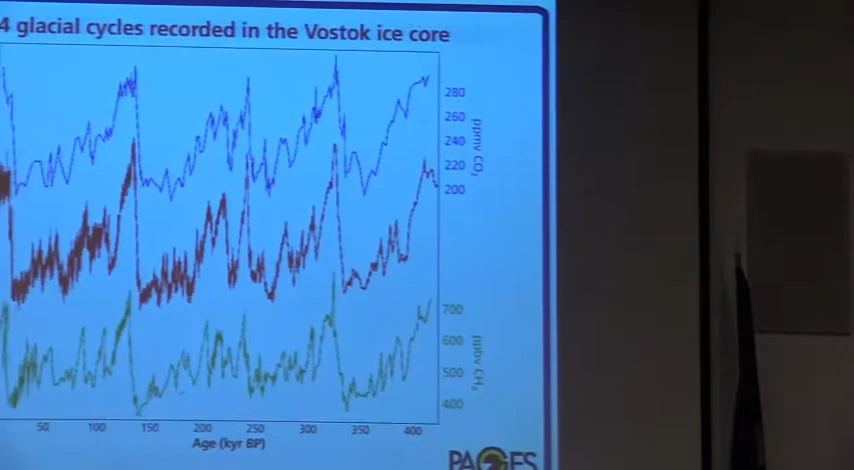 4 glacial cycles recorded in the Vostok ice core
280
260
240
220
200
ppmv CO₂
700
600
500
400
ppbv CH₄
50 100 150 200 250 300 350 400
Age (kyr BP)
PAGES